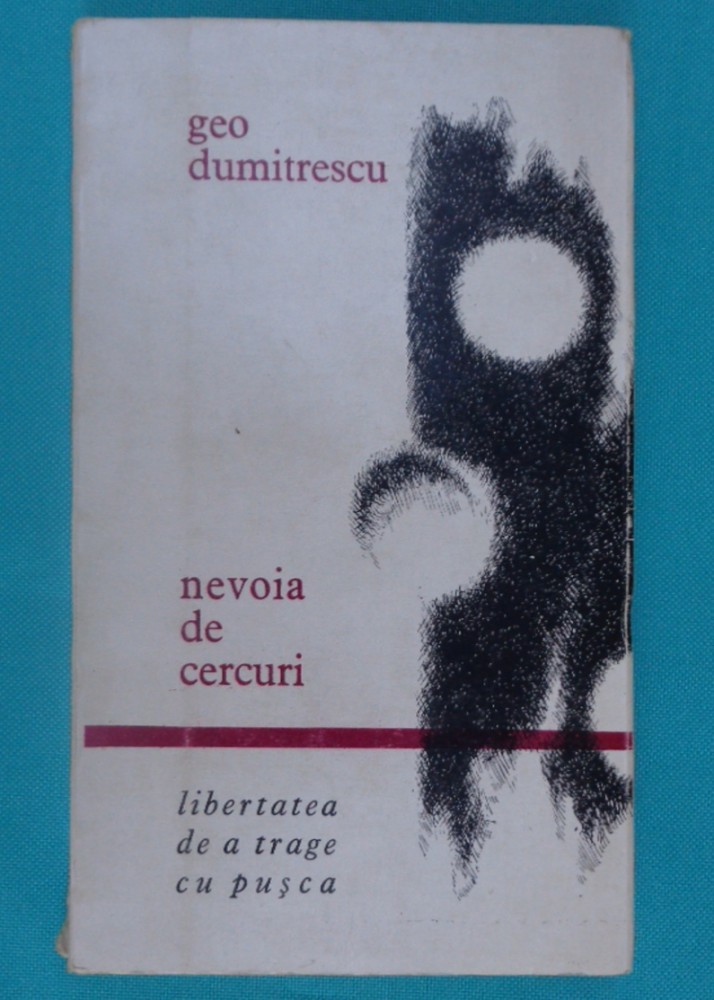 geo
dumitrescu
nevoia
de
cercuri
libertatea
de a trage
cu pușca